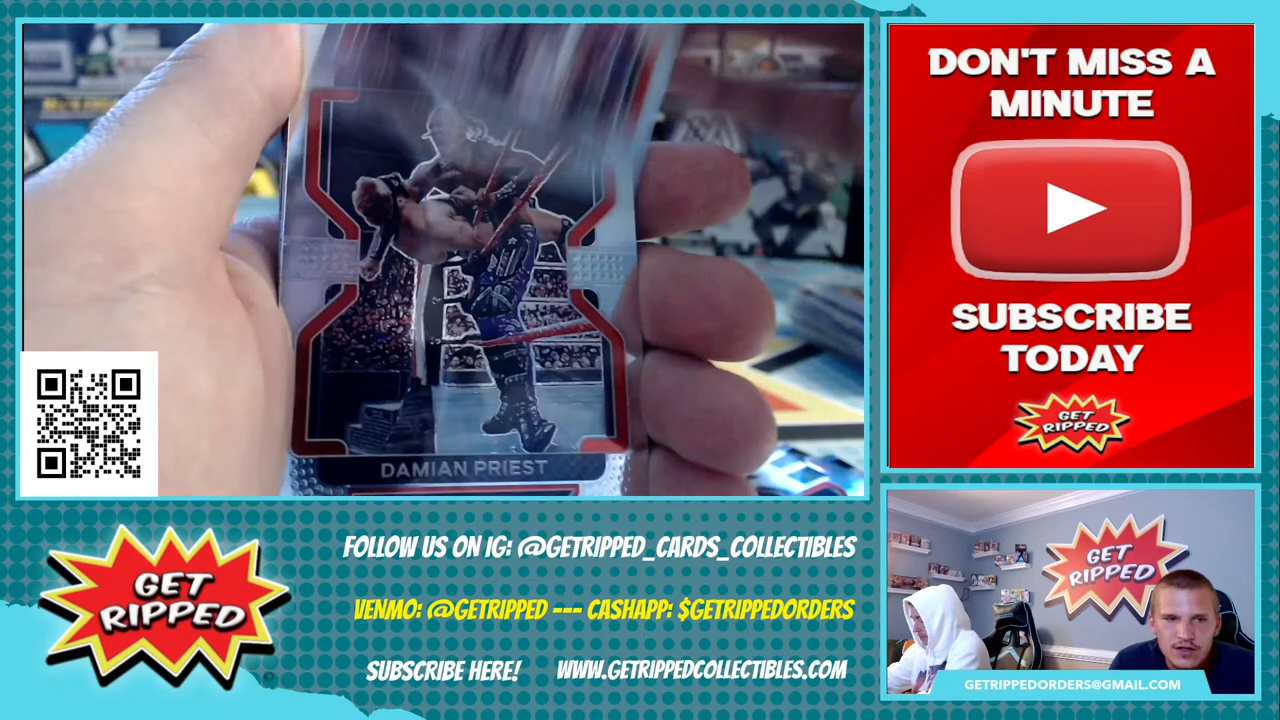 DAMIAN PRIEST
DON'T MISS A
MINUTE
SUBSCRIBE
TODAY
GET
RIPPED
GET
RIPPED
FOLLOW US ON IG: @GETRIPPED_CARDS_COLLECTIBLES
VENMO: @GETRIPPED --- CASHAPP: $GETRIPPEDORDERS
SUBSCRIBE HERE! WWW.GETRIPPEDCOLLECTIBLES.COM
GET
RIPPED
GETRIPPEDORDERS@GMAIL.COM